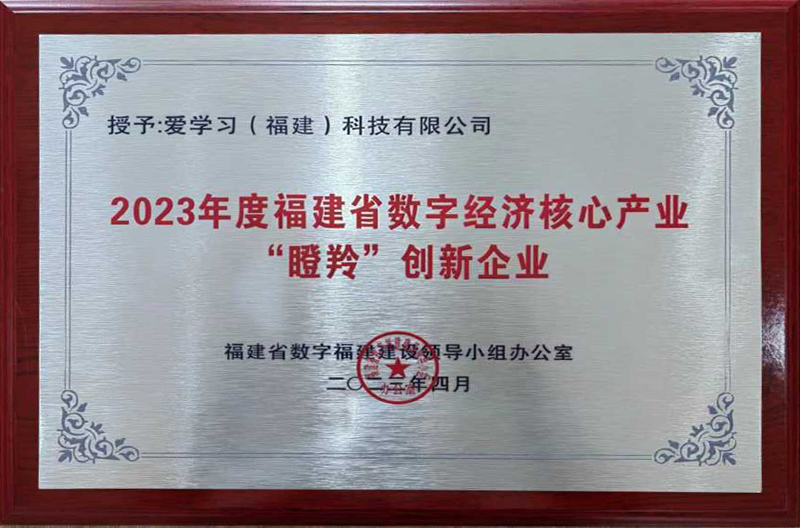 授予:爱学习（福建）科技有限公司
2023年度福建省数字经济核心产业
“瞪羚”创新企业
福建省数字福建建设领导小组办公室
二〇二三年四月
办公室